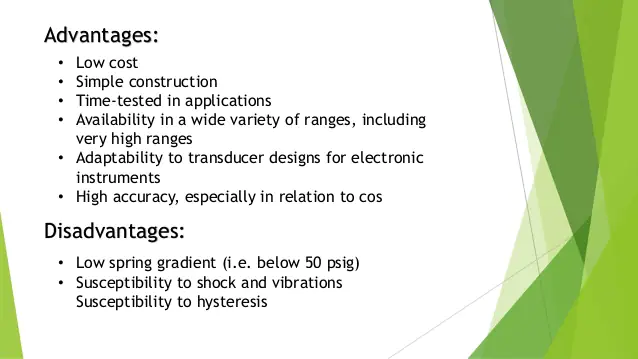 Advantages:
• Low cost
• Simple construction
• Time-tested in applications
• Availability in a wide variety of ranges, including
very high ranges
• Adaptability to transducer designs for electronic
instruments
• High accuracy, especially in relation to cos
Disadvantages:
• Low spring gradient (i.e. below 50 psig)
• Susceptibility to shock and vibrations
Susceptibility to hysteresis